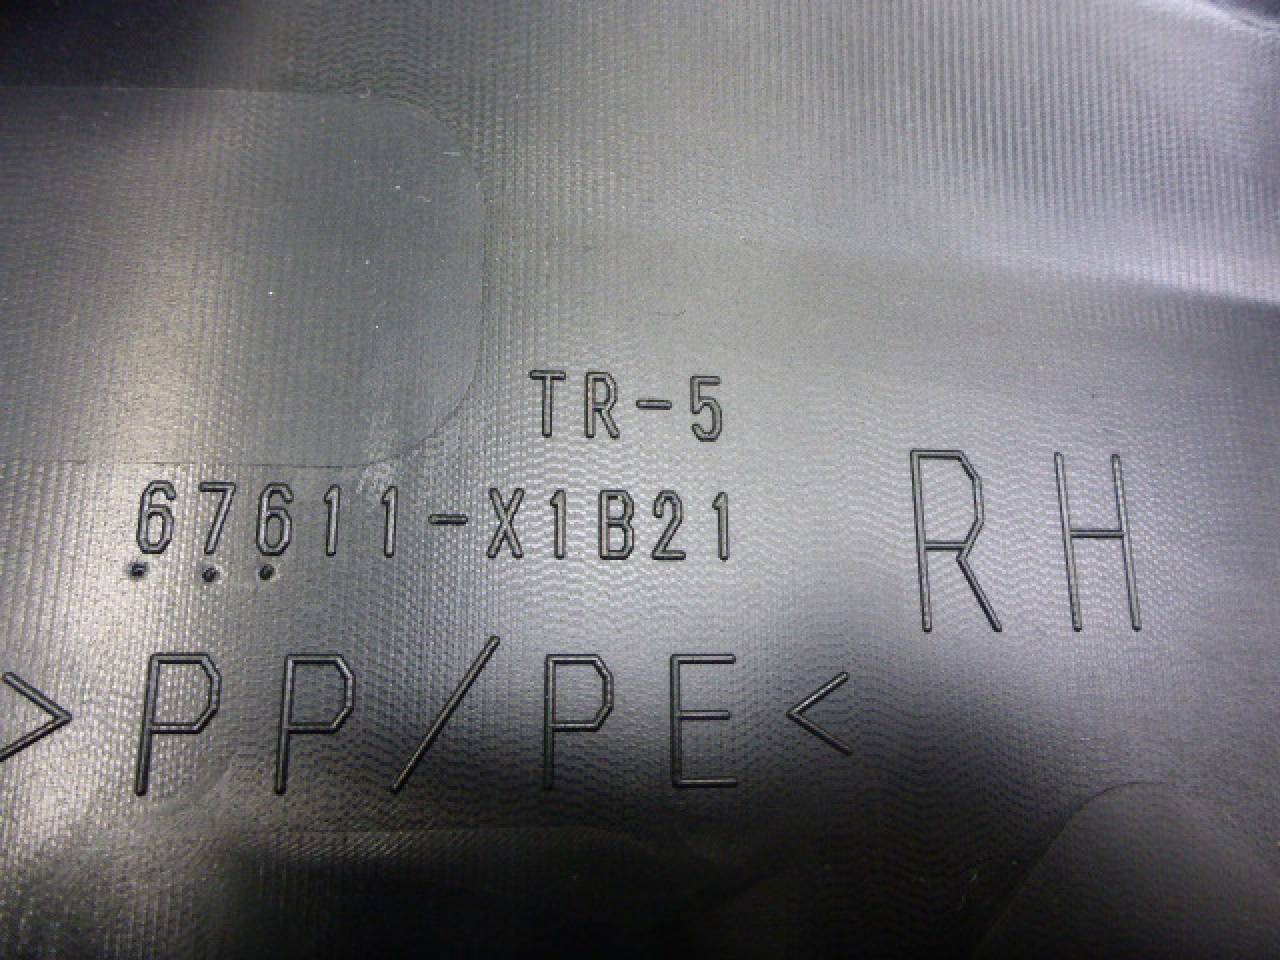 TR-5
67611-X1B21
RH
>PP/PE<